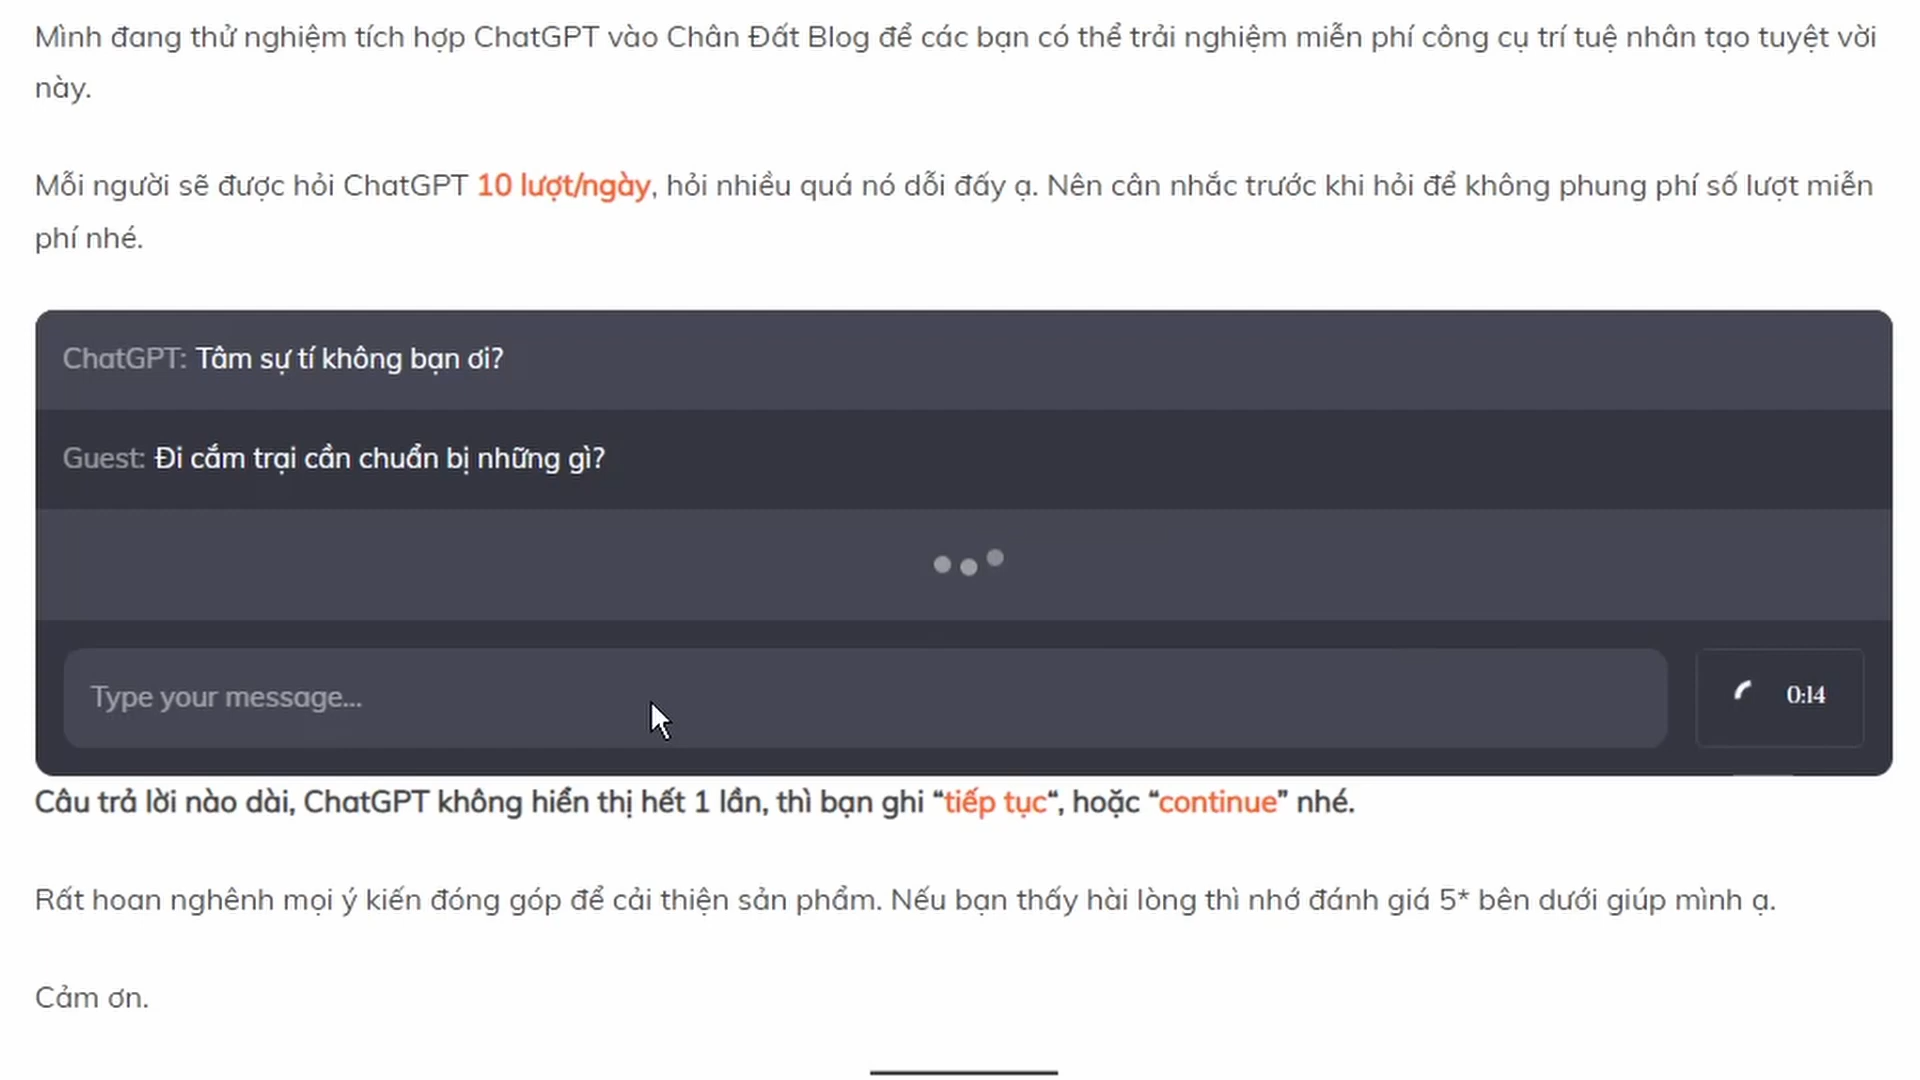 Mình đang thử nghiệm tích hợp ChatGPT vào Chân Đất Blog để các bạn có thể trải nghiệm miễn phí công cụ trí tuệ nhân tạo tuyệt vời
này.
Mỗi người sẽ được hỏi ChatGPT 10 lượt/ngày, hỏi nhiều quá nó dỗi đấy ạ. Nên cân nhắc trước khi hỏi để không phung phí số lượt miễn
phí nhé.
ChatGPT: Tâm sự tí không bạn ơi?
Guest: Đi cắm trại cần chuẩn bị những gì?
Type your message...
0:14
Câu trả lời nào dài, ChatGPT không hiển thị hết 1 lần, thì bạn ghi “tiếp tục“, hoặc “continue” nhé.
Rất hoan nghênh mọi ý kiến đóng góp để cải thiện sản phẩm. Nếu bạn thấy hài lòng thì nhớ đánh giá 5* bên dưới giúp mình ạ.
Cảm ơn.